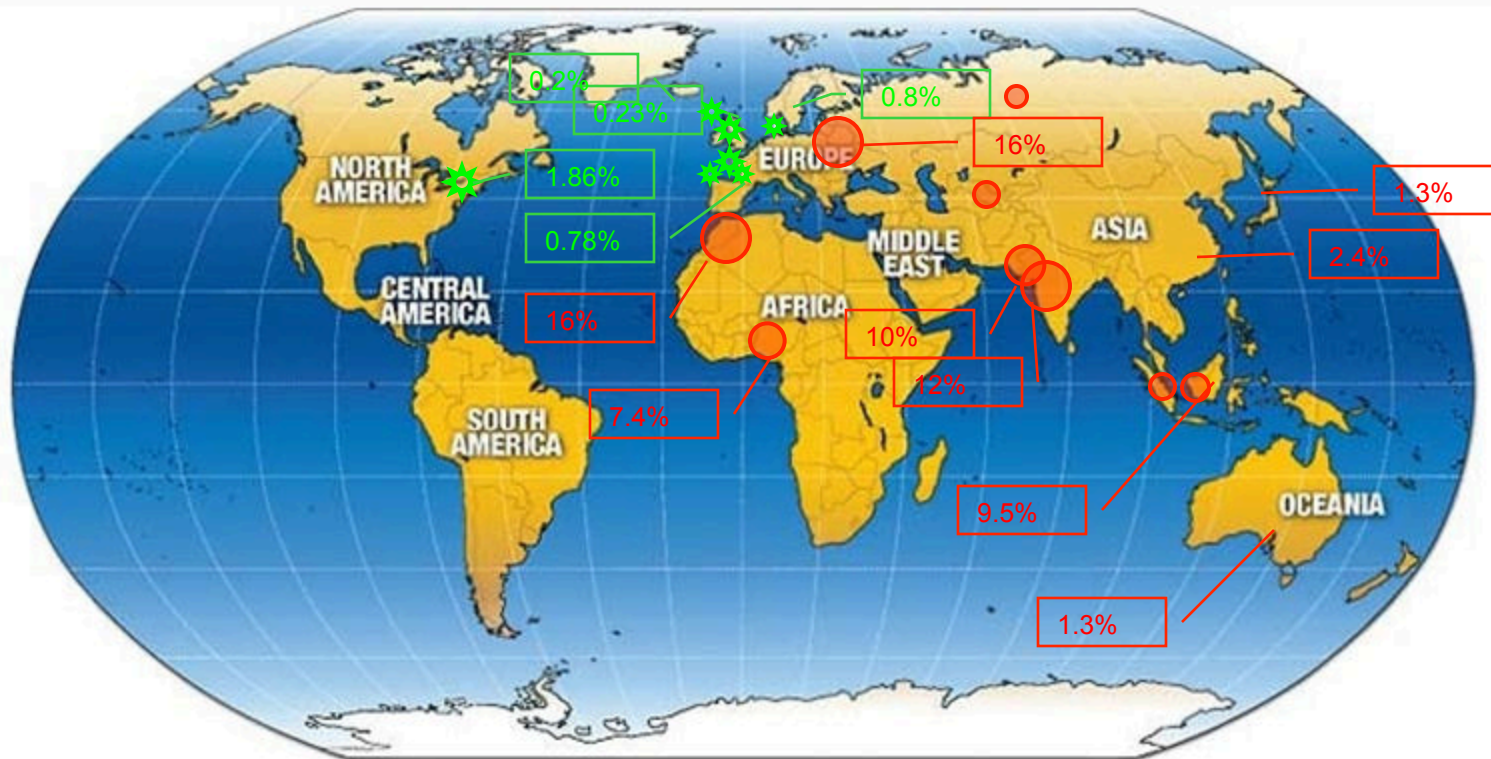 0.2%
0.8%
0.23%
16%
EUROPE
NORTH
AMERICA
1.86%
1.3%
ASIA
0.78%
MIDDLE
EAST
2.4%
CENTRAL
AMERICA
AFRICA
16%
10%
12%
7.4%
SOUTH
AMERICA
9.5%
OCEANIA
1.3%